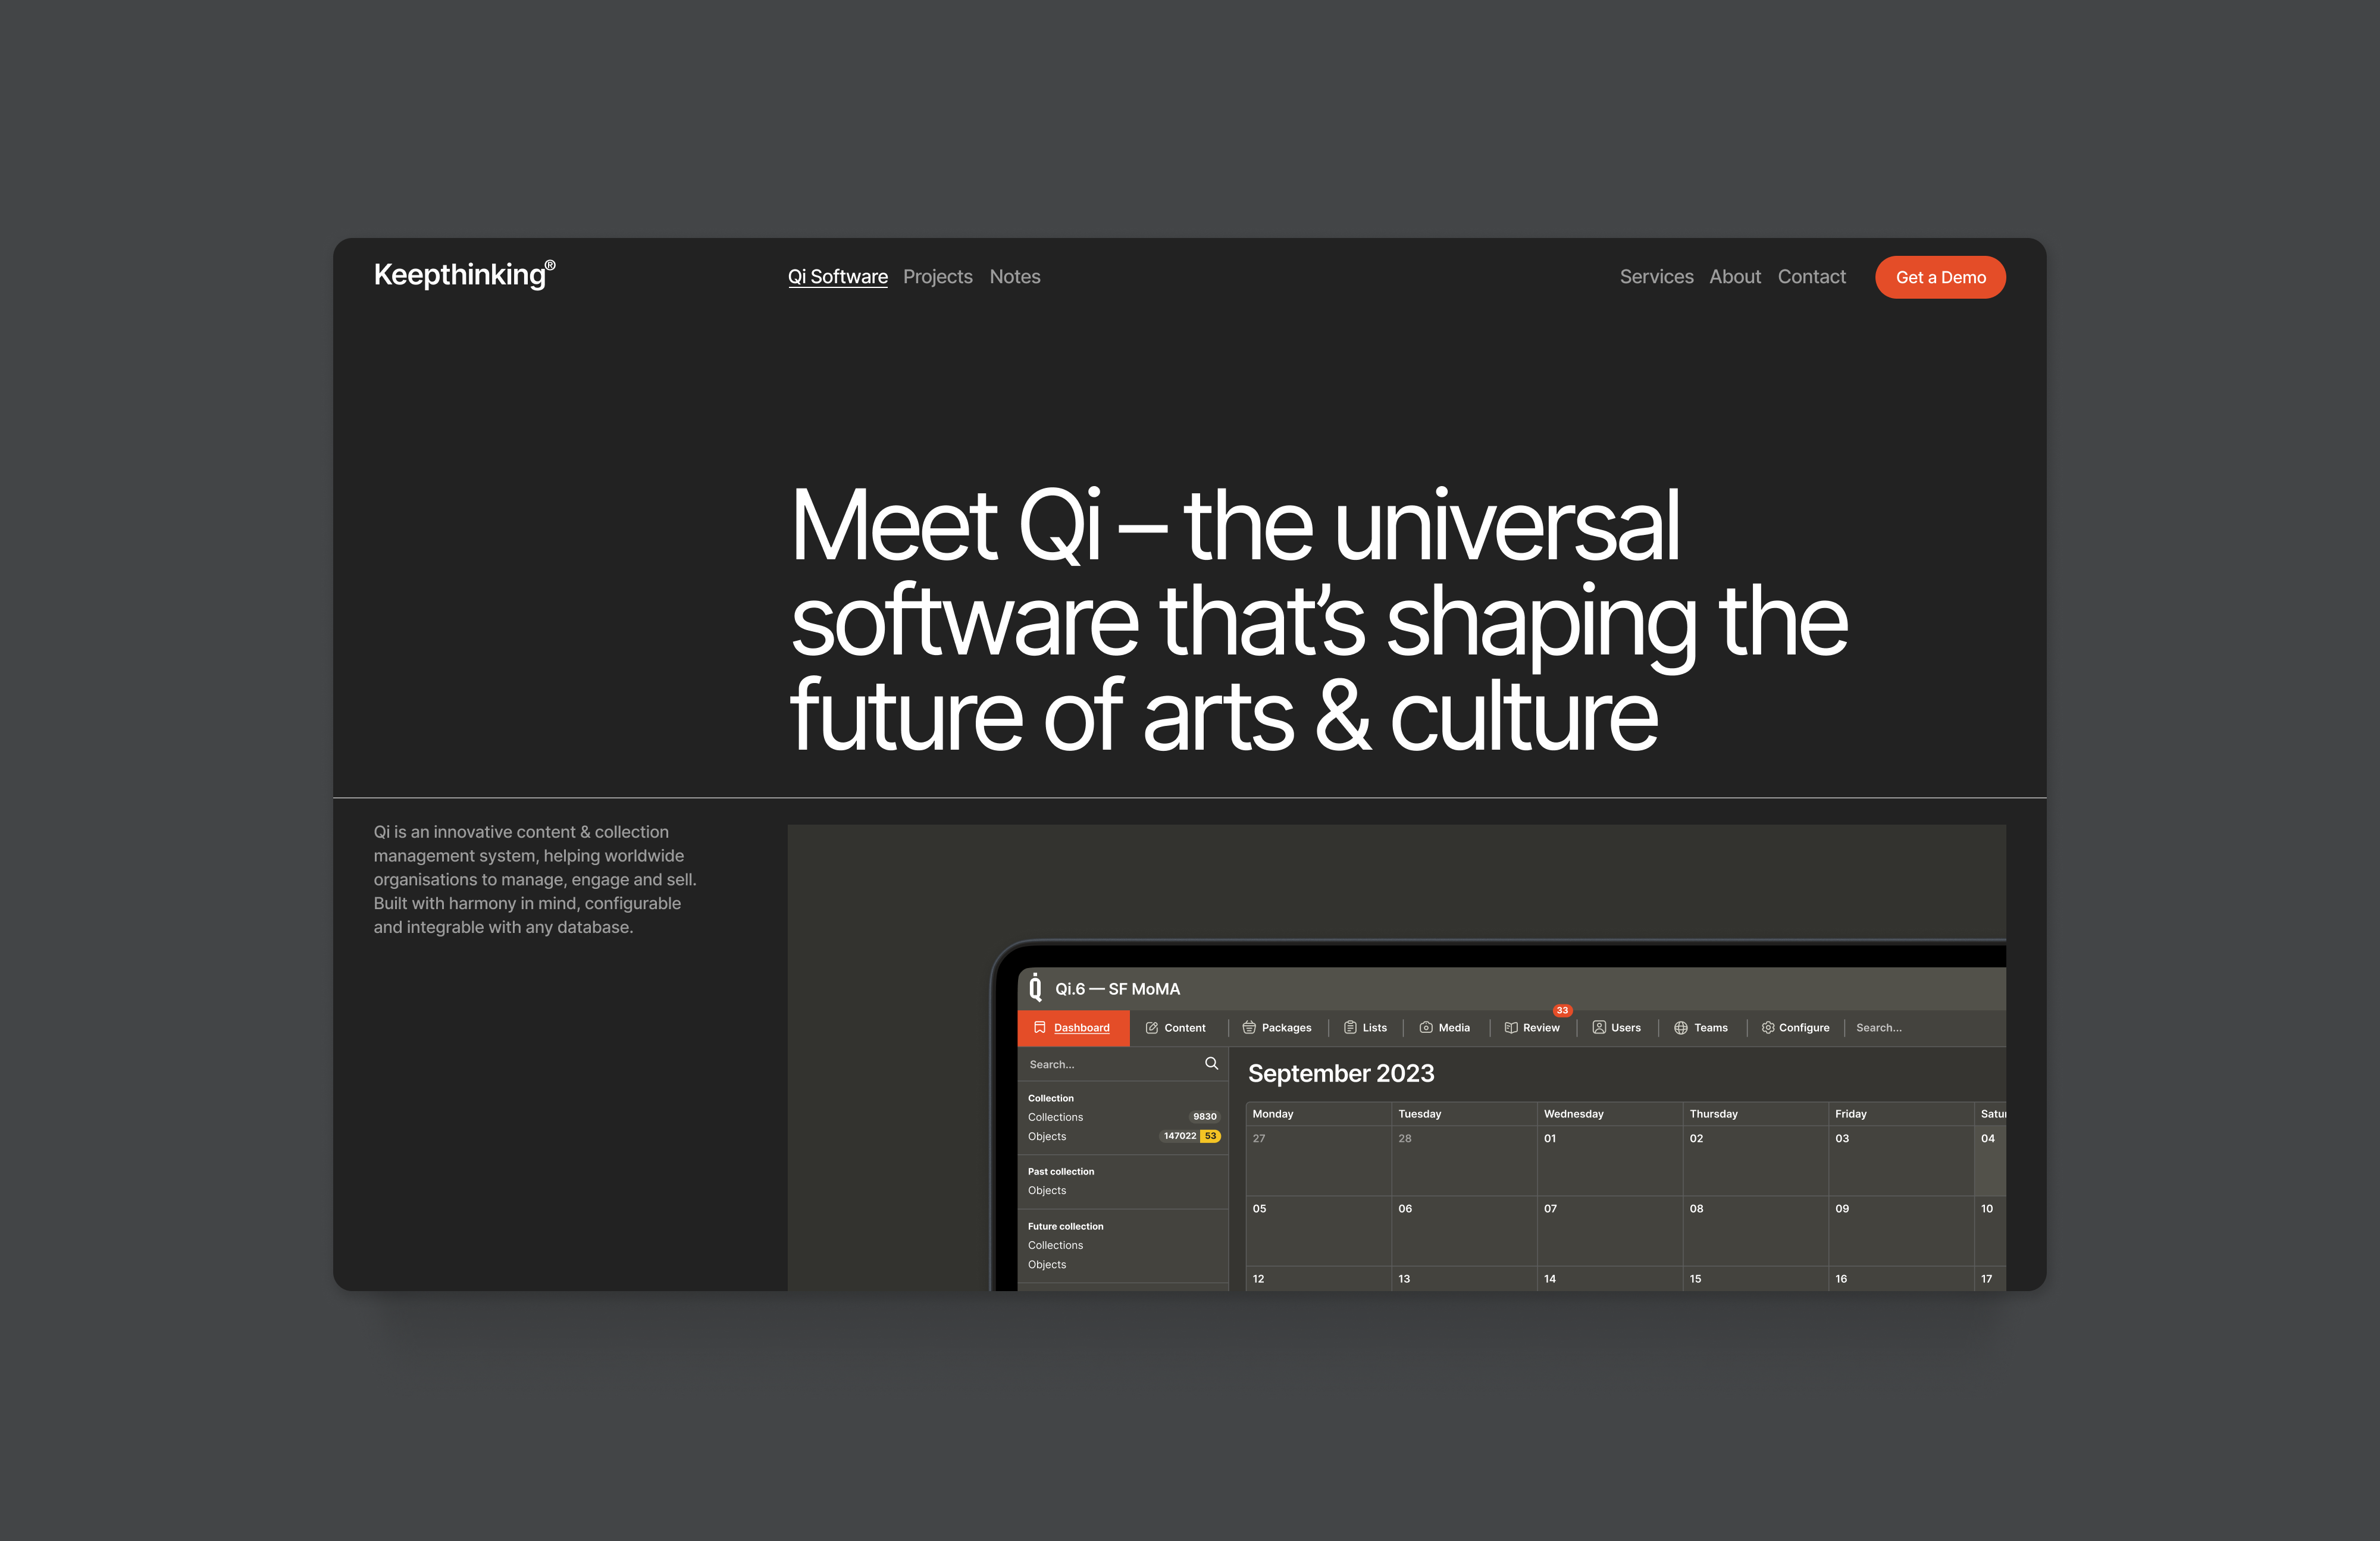 Keepthinking®
Qi Software Projects Notes
Services About Contact Get a Demo
Meet Qi – the universal
software that’s shaping the
future of arts & culture
Qi is an innovative content & collection
management system, helping worldwide
organisations to manage, engage and sell.
Built with harmony in mind, configurable
and integrable with any database.
Qi.6 — SF MoMA
33
Dashboard Content Packages Lists Media Review Users Teams Configure Search...
Search...
Collection
Collections 9830
Objects 147022 53
Past collection
Objects
Future collection
Collections
Objects
September 2023
Monday Tuesday Wednesday Thursday Friday Satur
27 28 01 02 03 04
05 06 07 08 09 10
12 13 14 15 16 17